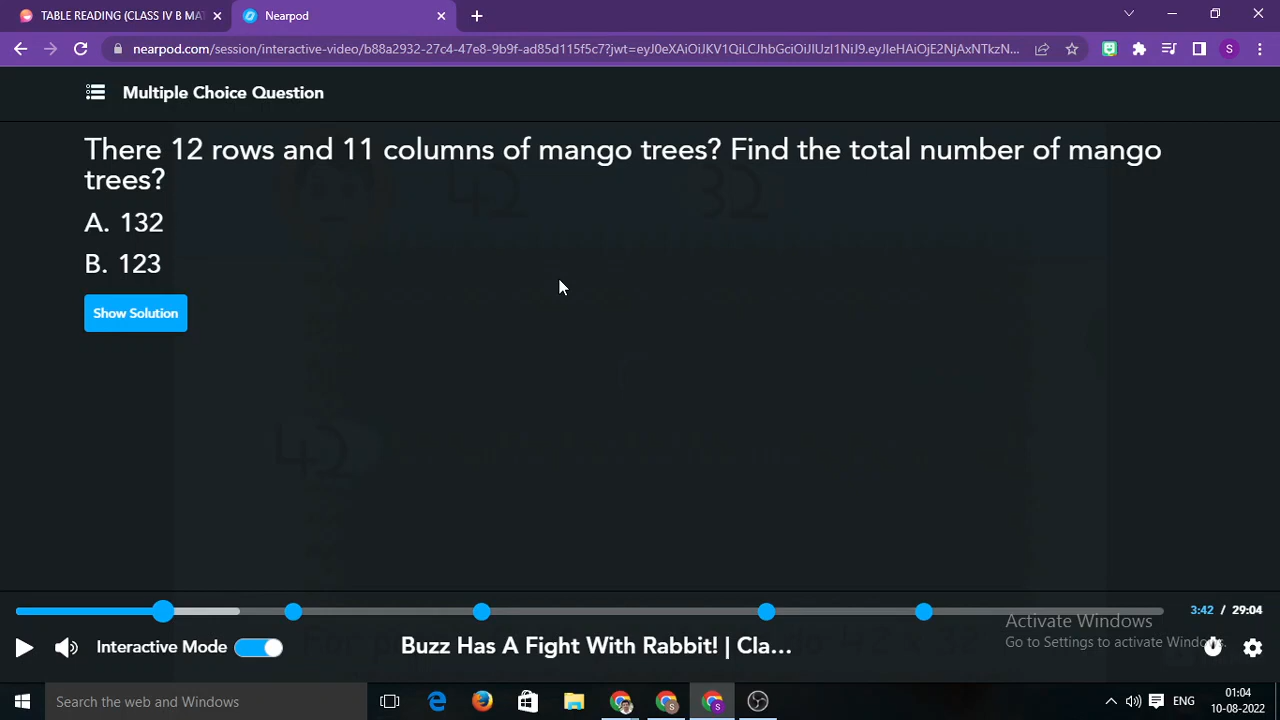 TABLE READING (CLASS IV B MA
Nearpod
nearpod.com/session/interactive-video/b88a2932-27c4-47e8-9b9f-ad85d115f5c7?jwt=eyJ0eXAiOiJKV1QiLCJhbGciOiJIUzI1NiJ9.eyJleHAiOjE2NjAxNTkzN...
S
Multiple Choice Question
There 12 rows and 11 columns of mango trees? Find the total number of mango
trees?
42
32
A. 132
B. 123
Show Solution
42
3:42 / 29:04
Activate Windows
Interactive Mode
Buzz Has A Fight With Rabbit! | Cla...
Go to Settings to activate Windows.
Search the web and Windows
ENG
01:04
10-08-2022